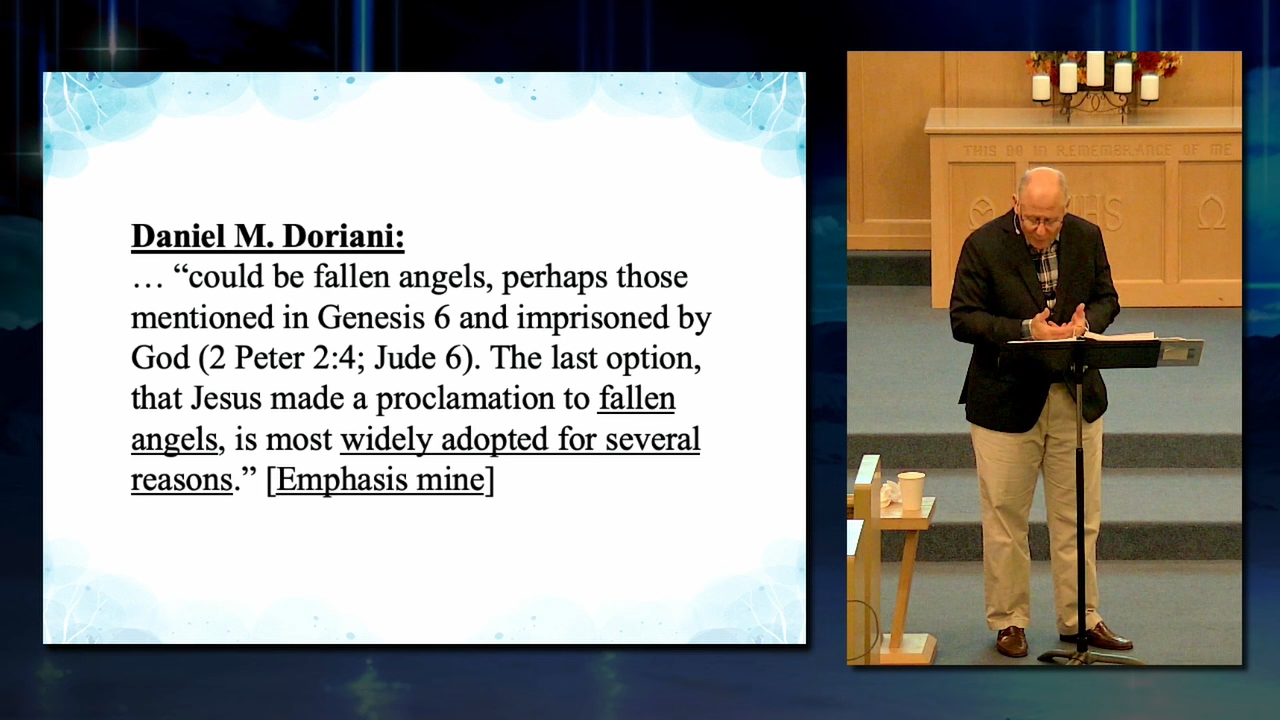 Daniel M. Doriani:
… “could be fallen angels, perhaps those
mentioned in Genesis 6 and imprisoned by
God (2 Peter 2:4; Jude 6). The last option,
that Jesus made a proclamation to fallen
angels, is most widely adopted for several
reasons.” [Emphasis mine]
THIS DO IN REMEMBRANCE OF ME
IHS
Ω